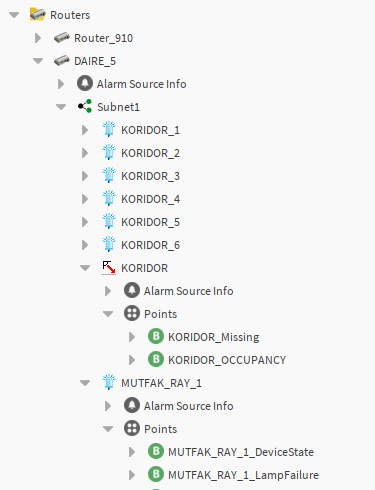 Routers
Router_910
DAIRE_5
Alarm Source Info
Subnet1
KORIDOR_1
KORIDOR_2
KORIDOR_3
KORIDOR_4
KORIDOR_5
KORIDOR_6
KORIDOR
Alarm Source Info
Points
B KORIDOR_Missing
B KORIDOR_OCCUPANCY
MUTFAK_RAY_1
Alarm Source Info
Points
B MUTFAK_RAY_1_DeviceState
B MUTFAK_RAY_1_LampFailure